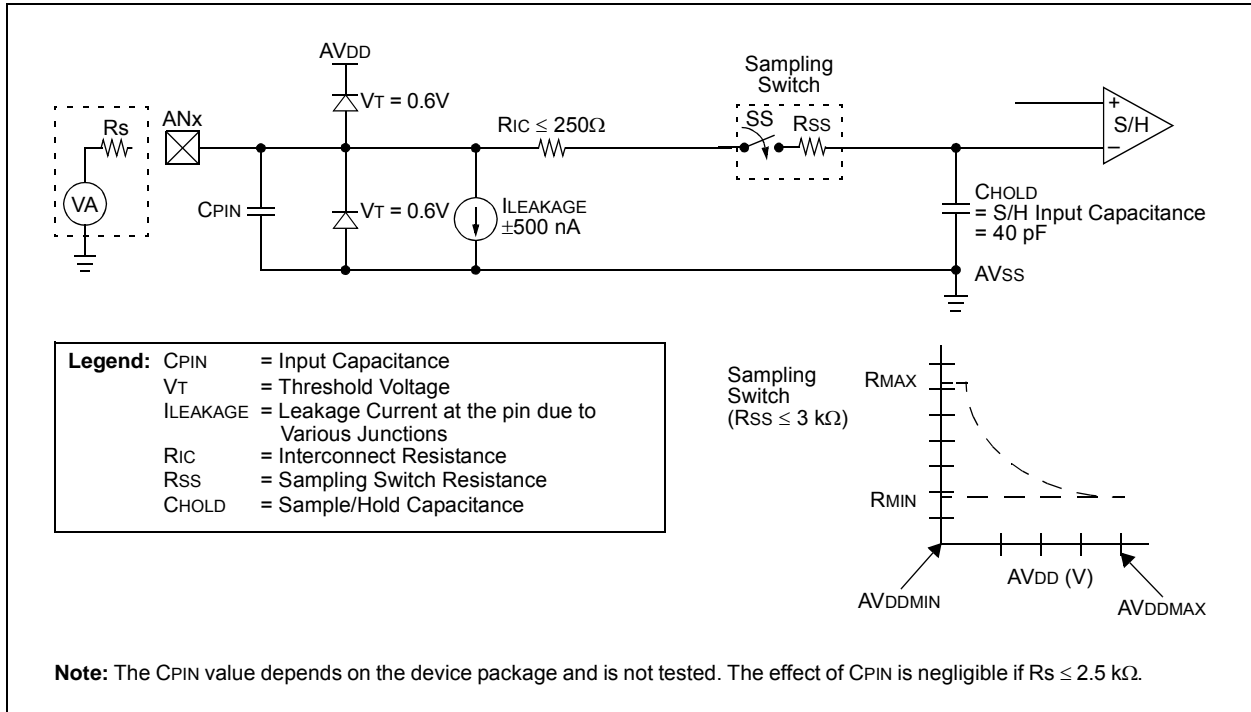 AVDD
VT = 0.6V
Sampling
Switch
Rs
ANx
RIC ≤ 250Ω
SS
RSS
+
S/H
–
VA
CPIN
VT = 0.6V
ILEAKAGE
±500 nA
CHOLD
= S/H Input Capacitance
= 40 pF
AVSS
Legend: CPIN = Input Capacitance
VT = Threshold Voltage
ILEAKAGE = Leakage Current at the pin due to
Various Junctions
RIC = Interconnect Resistance
RSS = Sampling Switch Resistance
CHOLD = Sample/Hold Capacitance
Sampling
Switch
(RSS ≤ 3 kΩ)
RMAX
RMIN
AVDD (V)
AVDDMIN
AVDDMAX
Note: The CPIN value depends on the device package and is not tested. The effect of CPIN is negligible if Rs ≤ 2.5 kΩ.